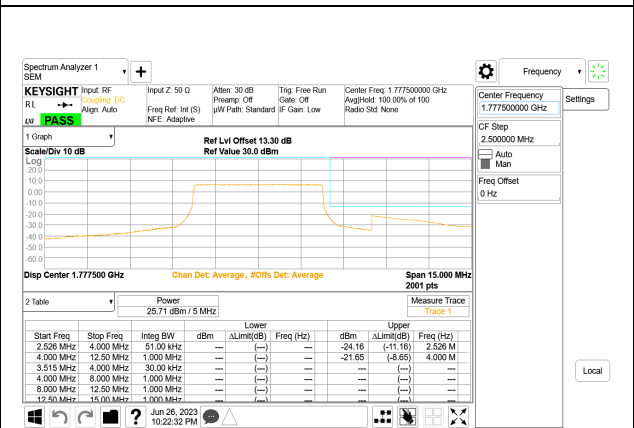 Spectrum Analyzer 1
SEM
Frequency
KEYSIGHT Input: RF Input Z: 50 Ω Atten: 30 dB Trig: Free Run Center Freq: 1.777500000 GHz
RL Coupling: DC Preamp: Off Gate: Off Avg|Hold: 100.00% of 100
Align: Auto Freq Ref: Int (S) µW Path: Standard IF Gain: Low Radio Std: None
LXI PASS NFE: Adaptive
Center Frequency
1.777500000 GHz
Settings
CF Step
2.500000 MHz
Auto
Man
Freq Offset
0 Hz
Local
1 Graph
Ref Lvl Offset 13.30 dB
Scale/Div 10 dB Ref Value 30.0 dBm
Log
20.0
10.0
0.00
-10.0
-20.0
-30.0
-40.0
-50.0
-60.0
Disp Center 1.777500 GHz Chan Det: Average , #Offs Det: Average Span 15.000 MHz
2001 pts
2 Table Power Measure Trace
25.71 dBm / 5 MHz Trace 1
Lower Upper
Start Freq Stop Freq Integ BW dBm ΔLimit(dB) Freq (Hz) dBm ΔLimit(dB) Freq (Hz)
2.526 MHz 4.000 MHz 51.00 kHz --- (---) --- -24.16 (-11.16) 2.526 M
4.000 MHz 12.50 MHz 1.000 MHz --- (---) --- -21.65 (-8.65) 4.000 M
3.515 MHz 4.000 MHz 30.00 kHz --- (---) --- --- (---) ---
4.000 MHz 8.000 MHz 1.000 MHz --- (---) --- --- (---) ---
8.000 MHz 12.50 MHz 1.000 MHz --- (---) --- --- (---) ---
12.50 MHz 15.00 MHz 1.000 MHz --- (---) --- --- (---) ---
Jun 26, 2023
10:22:32 PM